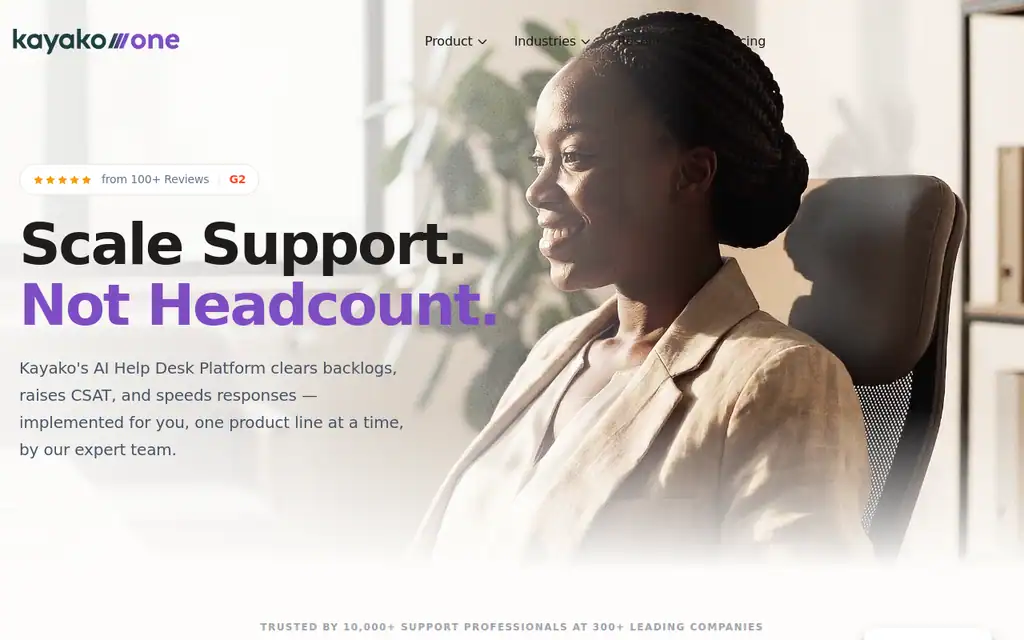 kayako one
Product
Industries
from 100+ Reviews
G2
Scale Support.
Not Headcount.
Kayako's AI Help Desk Platform clears backlogs,
raises CSAT, and speeds responses —
implemented for you, one product line at a time,
by our expert team.
TRUSTED BY 10,000+ SUPPORT PROFESSIONALS AT 300+ LEADING COMPANIES